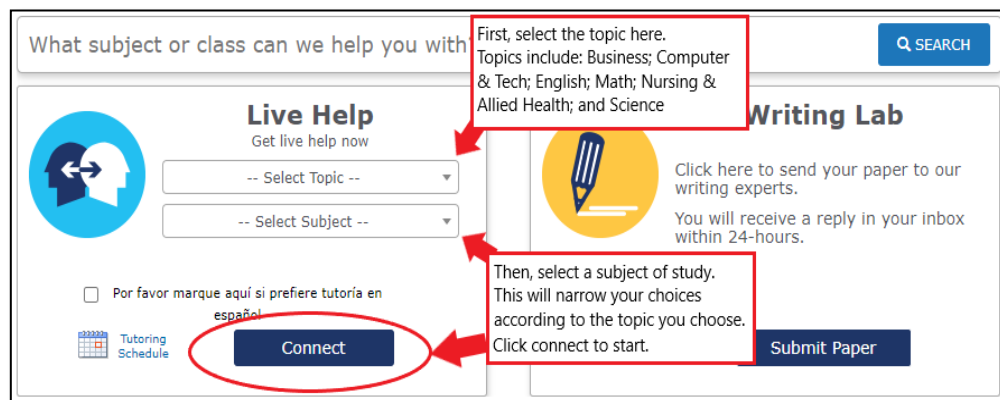 What subject or class can we help you with
SEARCH
First, select the topic here.
Topics include: Business; Computer
& Tech; English; Math; Nursing &
Allied Health; and Science
Live Help
Get live help now
-- Select Topic --
-- Select Subject --
Por favor marque aquí si prefiere tutoría en
español
Tutoring
Schedule
Connect
Then, select a subject of study.
This will narrow your choices
according to the topic you choose.
Click connect to start.
Writing Lab
Click here to send your paper to our
writing experts.
You will receive a reply in your inbox
within 24-hours.
Submit Paper